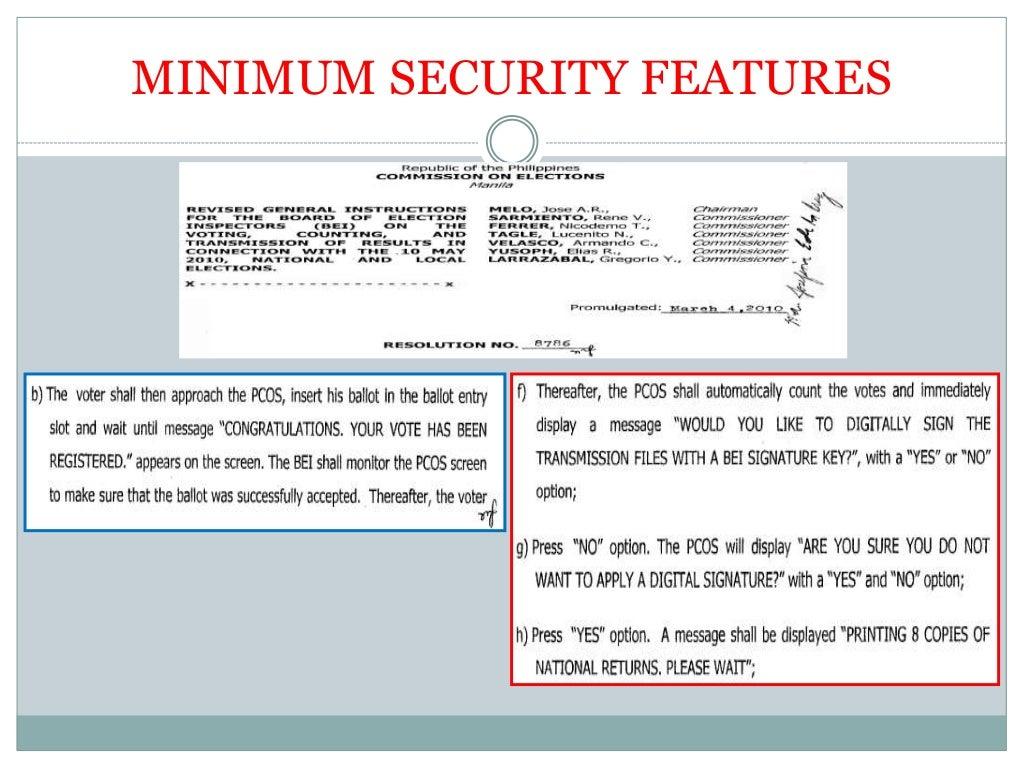 MINIMUM SECURITY FEATURES
Republic of the Philippines
COMMISSION ON ELECTIONS
Manila
REVISED GENERAL INSTRUCTIONS
FOR THE BOARD OF ELECTION
INSPECTORS (BEI) ON THE
VOTING, COUNTING, AND
TRANSMISSION OF RESULTS IN
CONNECTION WITH THE 10 MAY
2010, NATIONAL AND LOCAL
ELECTIONS.
x - - - - - - - - - - - - - - - - - - - - - - - x
MELO, Jose A.R., Chairman
SARMIENTO, Rene V., Commissioner
FERRER, Nicodemo T., Commissioner
TAGLE, Lucenito N., Commissioner
VELASCO, Armando C., Commissioner
YUSOPH, Elias R., Commissioner
LARRAZABAL, Gregorio Y., Commissioner
Promulgated: March 4,2010
RESOLUTION NO. 8786
b) The voter shall then approach the PCOS, insert his ballot in the ballot entry
slot and wait until message “CONGRATULATIONS. YOUR VOTE HAS BEEN
REGISTERED.” appears on the screen. The BEI shall monitor the PCOS screen
to make sure that the ballot was successfully accepted. Thereafter, the voter
f) Thereafter, the PCOS shall automatically count the votes and immediately
display a message “WOULD YOU LIKE TO DIGITALLY SIGN THE
TRANSMISSION FILES WITH A BEI SIGNATURE KEY?”, with a “YES” or “NO”
option;
g) Press “NO” option. The PCOS will display “ARE YOU SURE YOU DO NOT
WANT TO APPLY A DIGITAL SIGNATURE?” with a “YES” and “NO” option;
h) Press “YES” option. A message shall be displayed “PRINTING 8 COPIES OF
NATIONAL RETURNS. PLEASE WAIT”;